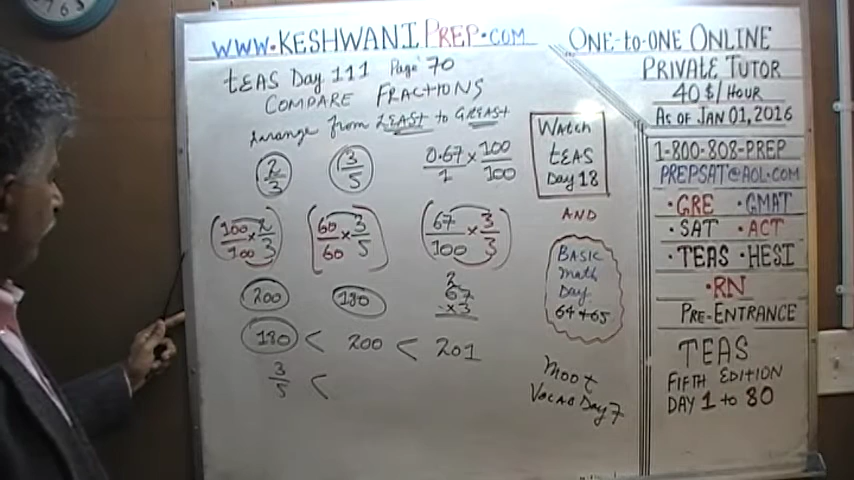 WWW.KESHWANIPREP.COM
tEAS Day 111 Page 70
COMPARE FRACTIONS
Arrange from LEAST to GREAST
2/3 3/5 0.67/1 × 100/100
(100/100 × 2/3) (60/60 × 3/5) (67/100 × 3/3)
200 180 2
67
×3
180 < 200 < 201
3/5 <
Watch
tEAS
Day 18
AND
BASIC
math
Day
64+65
moot
VOCAB Day 7
ONE-to-ONE ONLINE
PRIVATE TUTOR
40$/HOUR
AS OF JAN 01, 2016
1-800-808-PREP
PREPSAT@AOL.COM
•GRE •GMAT
•SAT •ACT
•TEAS •HESI
•RN
PRE-ENTRANCE
TEAS
FIFTH EDITION
DAY 1 to 80